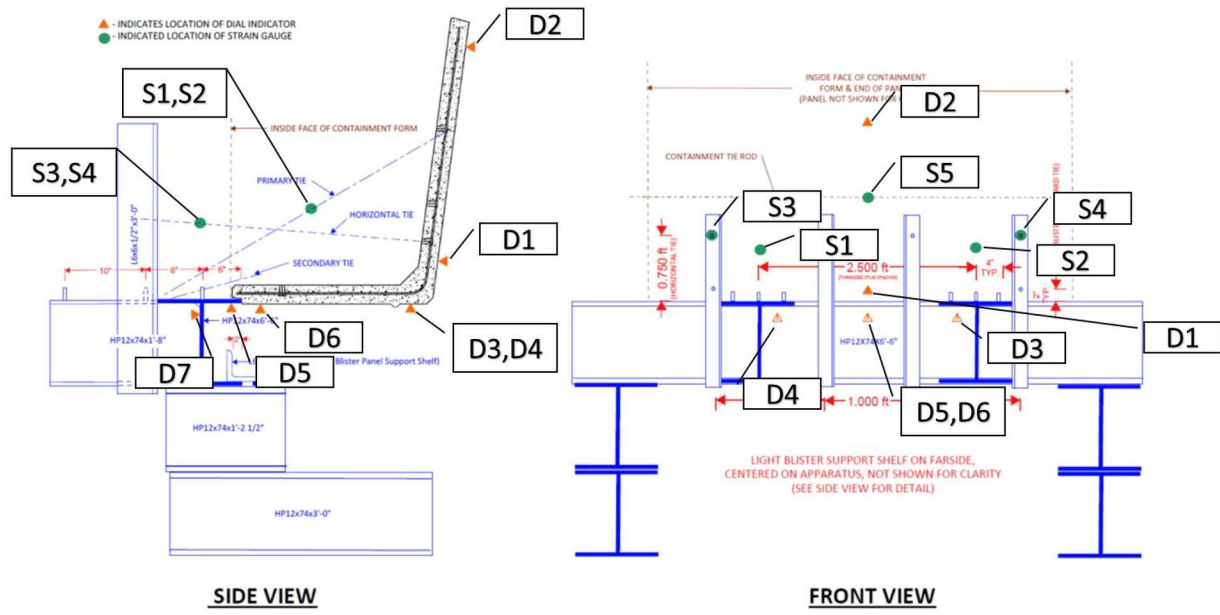 - INDICATES LOCATION OF DIAL INDICATOR
- INDICATED LOCATION OF STRAIN GAUGE
D2
S1,S2
INSIDE FACE OF CONTAINMENT FORM
S3,S4
PRIMARY TIE
HORIZONTAL TIE
L6x6x1/2"x3'-0"
D1
SECONDARY TIE
10"
8"
6"
HP12x74x6'-6"
HP12x74x1'-8"
D6
D3,D4
2"
D7
D5
Blister Panel Support Shelf)
HP12x74x1'-2 1/2"
HP12x74x3'-0"
SIDE VIEW
INSIDE FACE OF CONTAINMENT
FORM & END OF
(PANEL NOT SHOWN FOR
D2
CONTAINMENT TIE ROD
S5
S3
S4
S1
S2
0.750 ft
(HORIZONTAL TIE)
2.500 ft
(THREADED STUD SPACING)
4"
TYP.
2"
TYP.
D1
HP12X74X6'-6"
D3
D4
1.000 ft
D5,D6
LIGHT BLISTER SUPPORT SHELF ON FARSIDE,
CENTERED ON APPARATUS, NOT SHOWN FOR CLARITY
(SEE SIDE VIEW FOR DETAIL)
FRONT VIEW